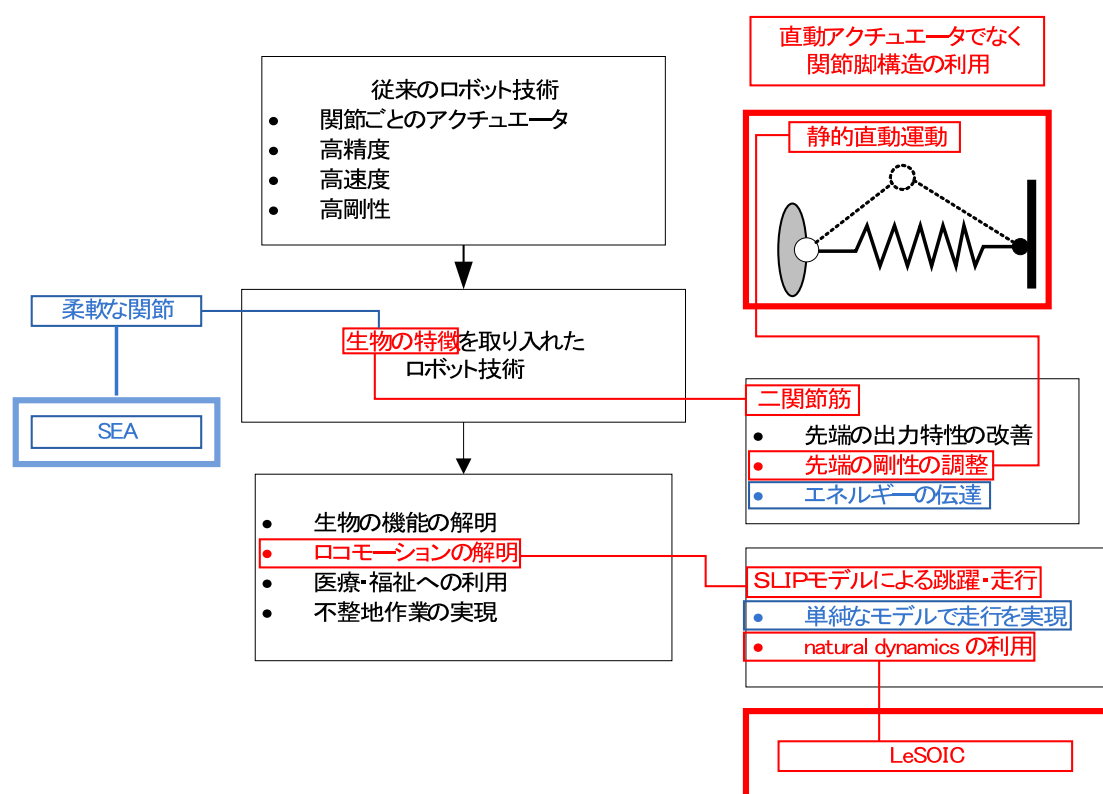 直動アクチュエータでなく
関節脚構造の利用
従来のロボット技術
• 関節ごとのアクチュエータ
• 高精度
• 高速度
• 高剛性
静的直動運動
柔軟な関節
SEA
生物の特徴を取り入れた
ロボット技術
二関節筋
• 先端の出力特性の改善
• 先端の剛性の調整
• エネルギーの伝達
• 生物の機能の解明
• ロコモーションの解明
• 医療・福祉への利用
• 不整地作業の実現
SLIPモデルによる跳躍・走行
• 単純なモデルで走行を実現
• natural dynamics の利用
LeSOIC